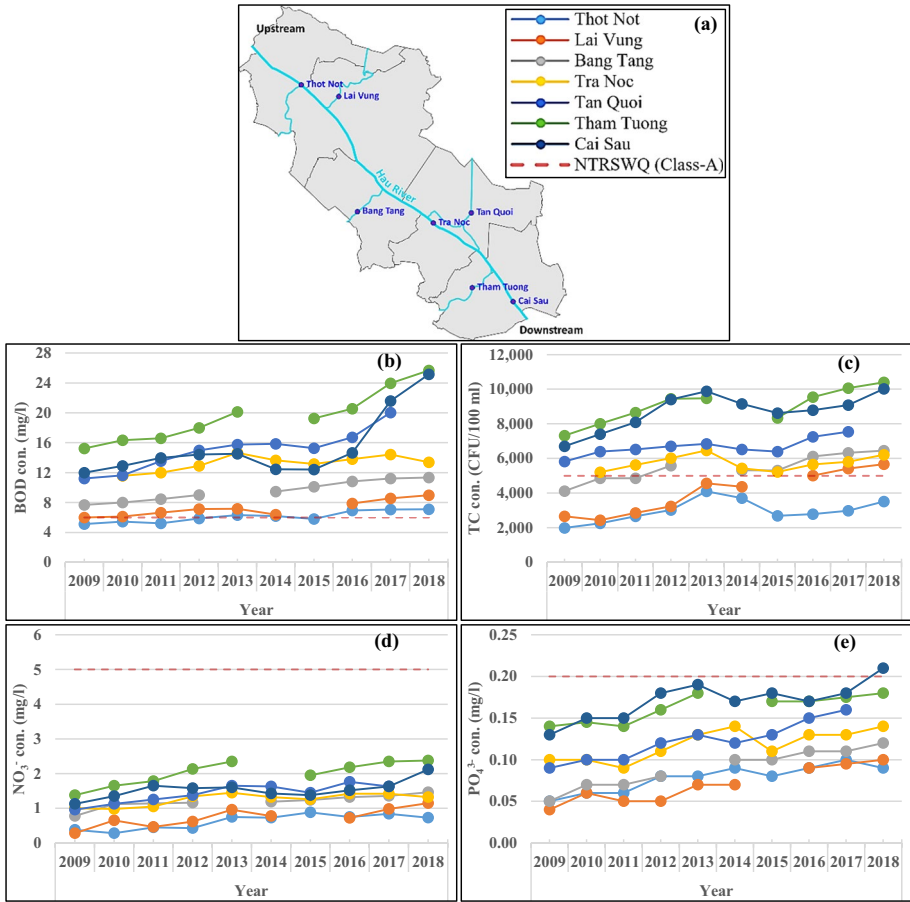 (a)
Upstream
Thot Not
Lai Vung
Hau River
Bang Tang
Tan Quoi
Tra Noc
Tham Tuong
Cai Sau
Downstream
Thot Not
Lai Vung
Bang Tang
Tra Noc
Tan Quoi
Tham Tuong
Cai Sau
NTRSWQ (Class-A)
(b)
BOD con. (mg/l)
28
24
20
16
12
8
4
0
2009 2010 2011 2012 2013 2014 2015 2016 2017 2018
Year
(c)
TC con. (CFU/100 ml)
12,000
10,000
8,000
6,000
4,000
2,000
0
2009 2010 2011 2012 2013 2014 2015 2016 2017 2018
Year
(d)
NO₃⁻ con. (mg/l)
6
5
4
3
2
1
0
2009 2010 2011 2012 2013 2014 2015 2016 2017 2018
Year
(e)
PO₄³⁻ con. (mg/l)
0.25
0.20
0.15
0.10
0.05
0.00
2009 2010 2011 2012 2013 2014 2015 2016 2017 2018
Year